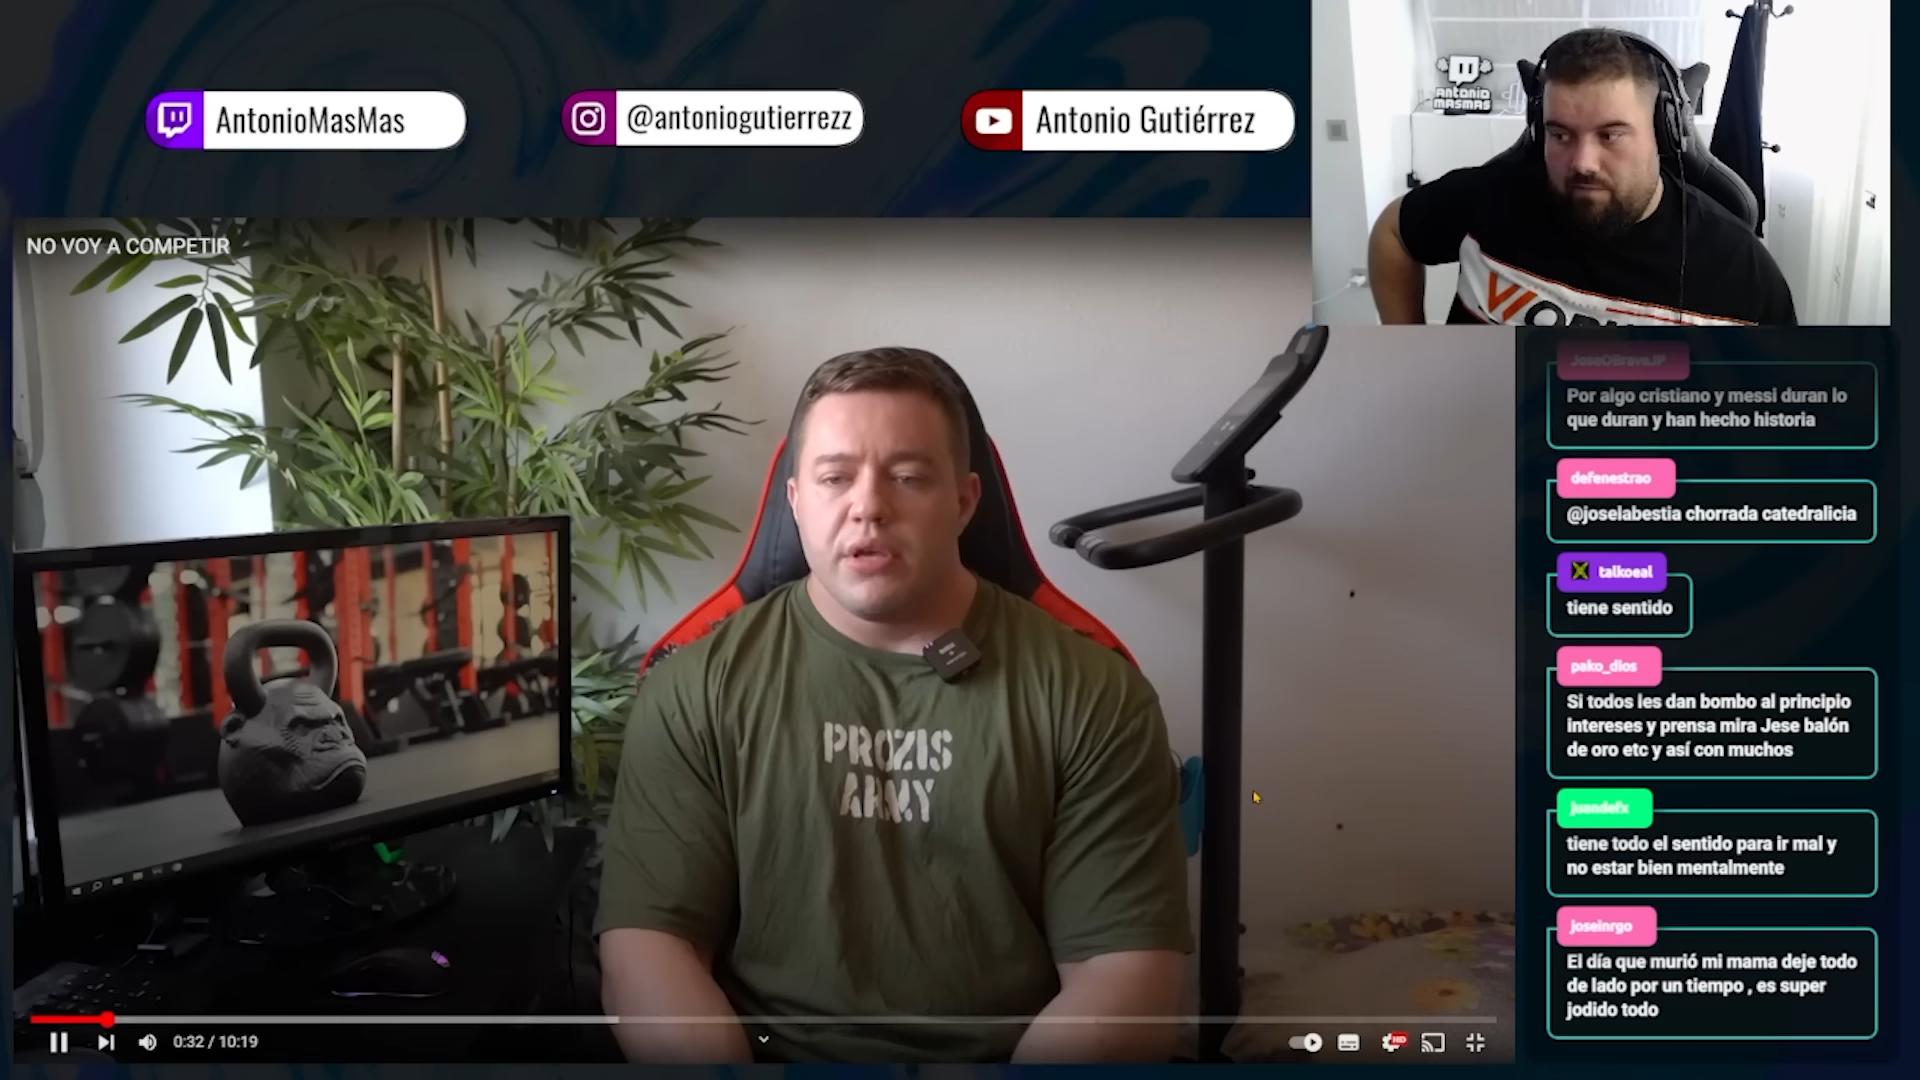 AntonioMasMas
@antoniogutierrezz
Antonio Gutiérrez
antonio
masmas
NO VOY A COMPETIR
PROZIS
ARMY
0:32 / 10:19
HD
JoseOBravaJP
Por algo cristiano y messi duran lo
que duran y han hecho historia
defenestrao
@joselabestia chorrada catedralicia
talkoeal
tiene sentido
pako_dios
Si todos les dan bombo al principio
intereses y prensa mira Jese balón
de oro etc y así con muchos
juandefx
tiene todo el sentido para ir mal y
no estar bien mentalmente
joseinrgo
El día que murió mi mama deje todo
de lado por un tiempo , es super
jodido todo